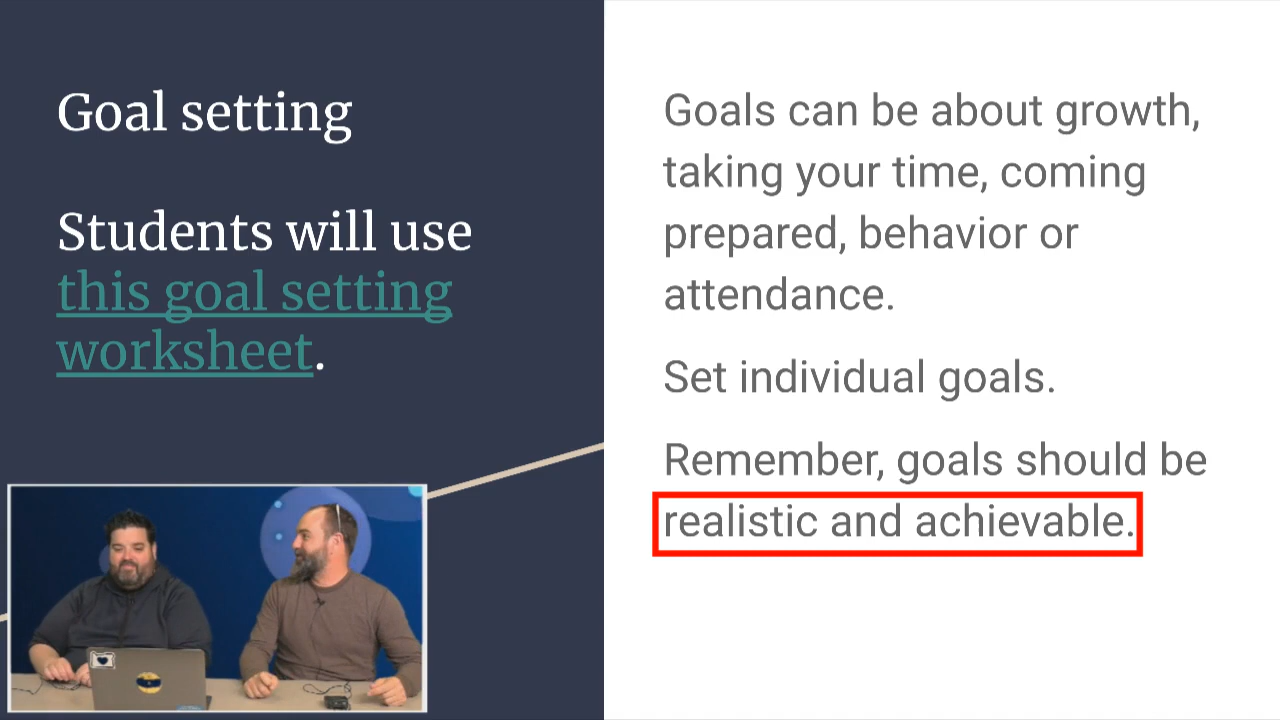 Goal setting
Students will use
this goal setting
worksheet.
Goals can be about growth,
taking your time, coming
prepared, behavior or
attendance.
Set individual goals.
Remember, goals should be
realistic and achievable.